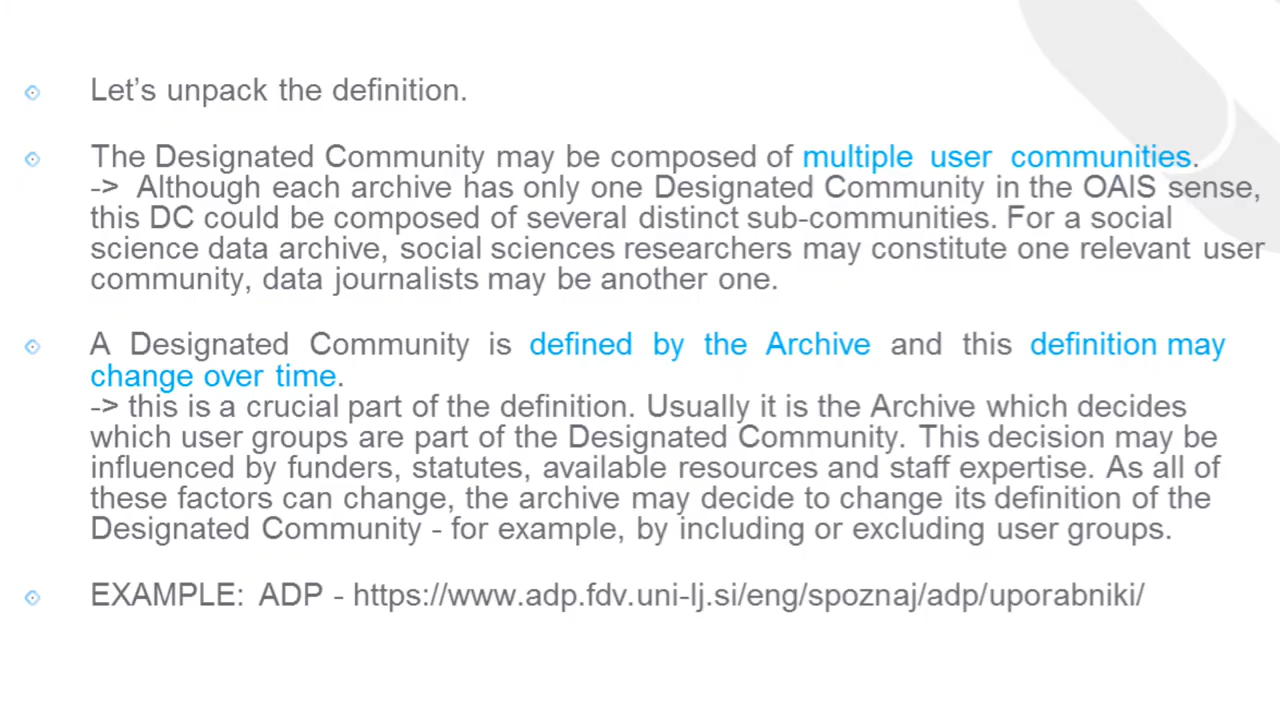 Let's unpack the definition.
The Designated Community may be composed of multiple user communities.
-> Although each archive has only one Designated Community in the OAIS sense,
this DC could be composed of several distinct sub-communities. For a social
science data archive, social sciences researchers may constitute one relevant user
community, data journalists may be another one.
A Designated Community is defined by the Archive and this definition may
change over time.
-> this is a crucial part of the definition. Usually it is the Archive which decides
which user groups are part of the Designated Community. This decision may be
influenced by funders, statutes, available resources and staff expertise. As all of
these factors can change, the archive may decide to change its definition of the
Designated Community - for example, by including or excluding user groups.
EXAMPLE: ADP - https://www.adp.fdv.uni-lj.si/eng/spoznaj/adp/uporabniki/